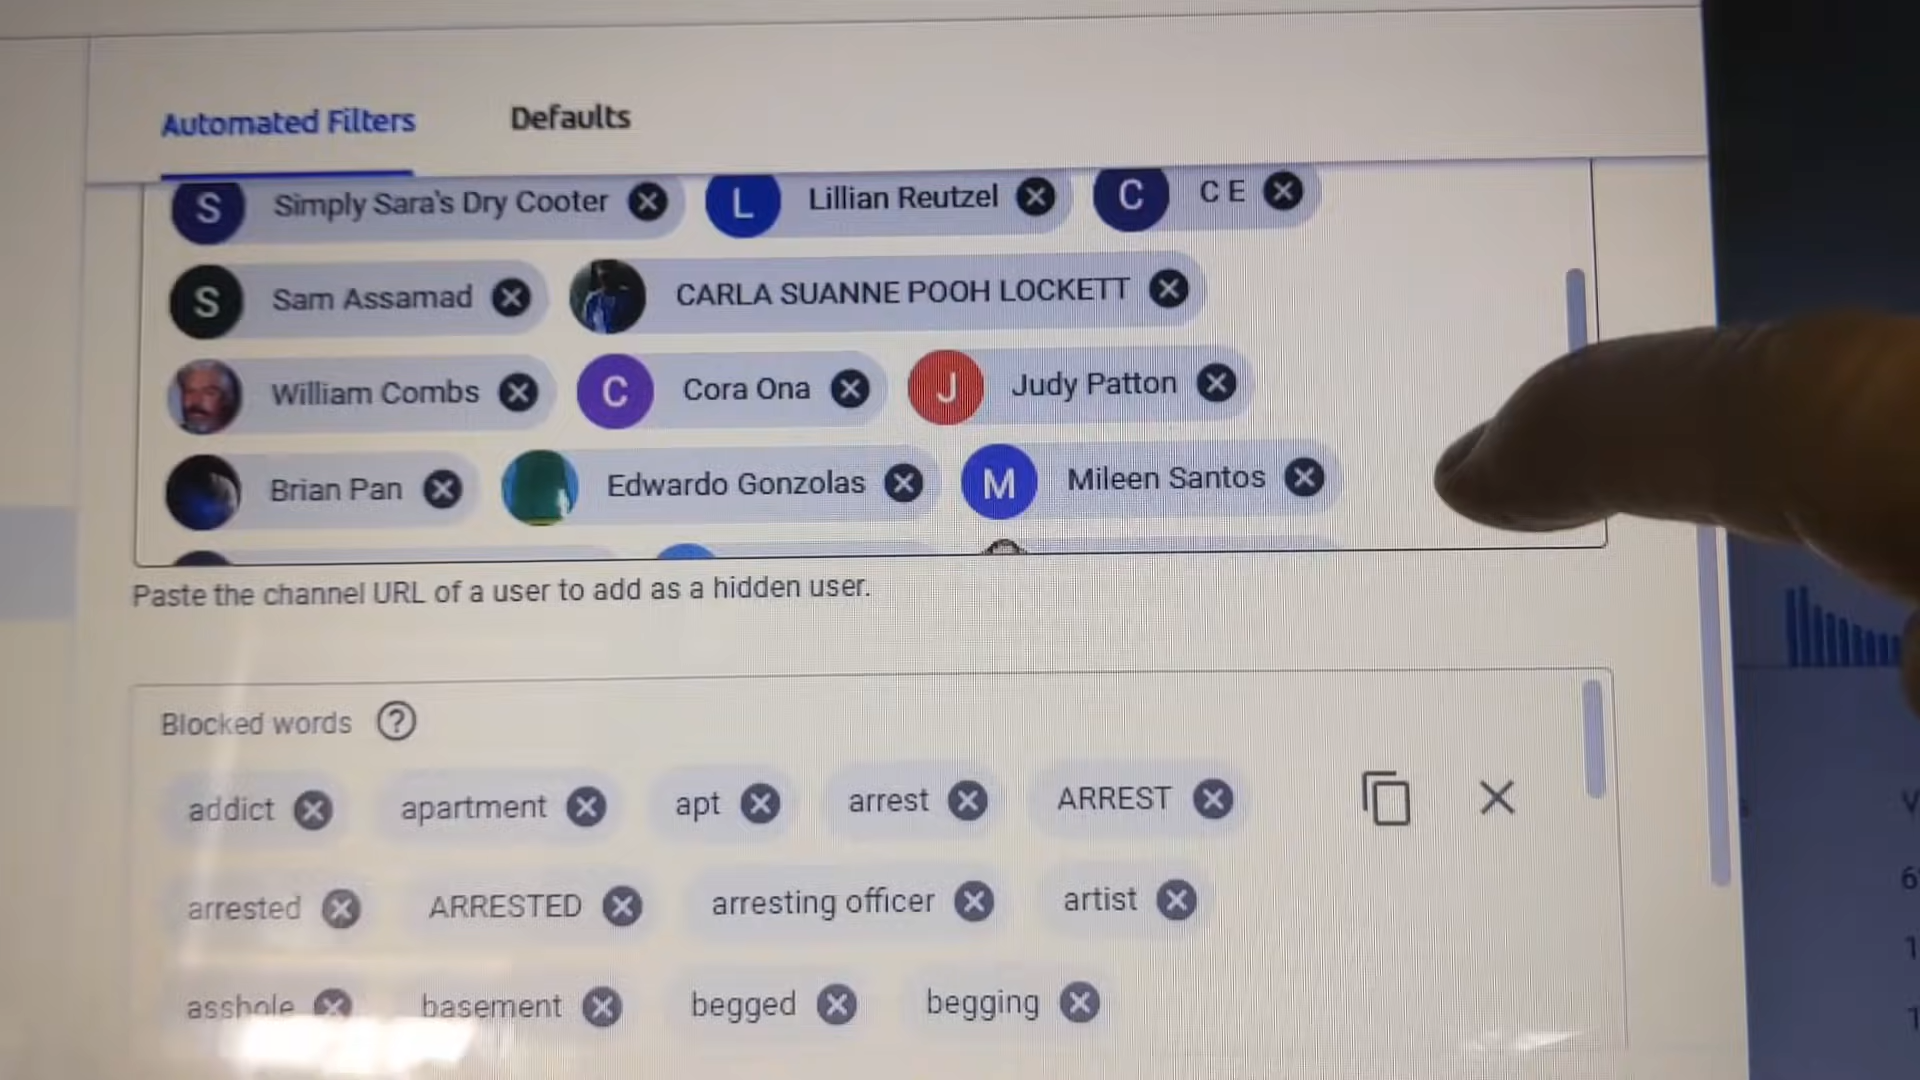 Automated Filters Defaults
S Simply Sara's Dry Cooter L Lillian Reutzel C C E
S Sam Assamad CARLA SUANNE POOH LOCKETT
William Combs C Cora Ona J Judy Patton
Brian Pan Edwardo Gonzolas M Mileen Santos
Paste the channel URL of a user to add as a hidden user.
Blocked words ?
addict apartment apt arrest ARREST
arrested ARRESTED arresting officer artist
asshole basement begged begging